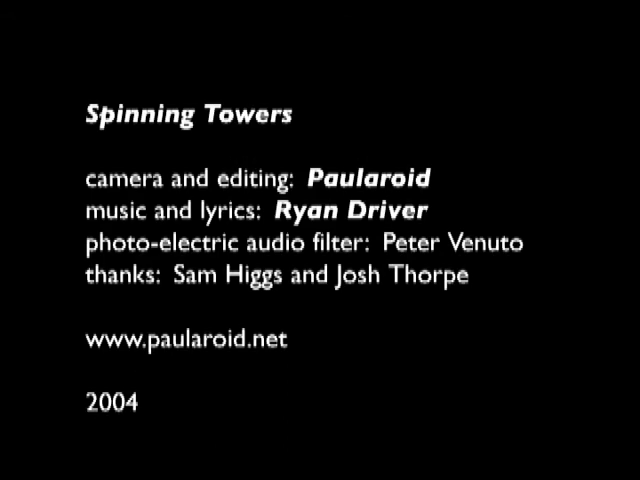 Spinning Towers
camera and editing: Paularoid
music and lyrics: Ryan Driver
photo-electric audio filter: Peter Venuto
thanks: Sam Higgs and Josh Thorpe
www.paularoid.net
2004